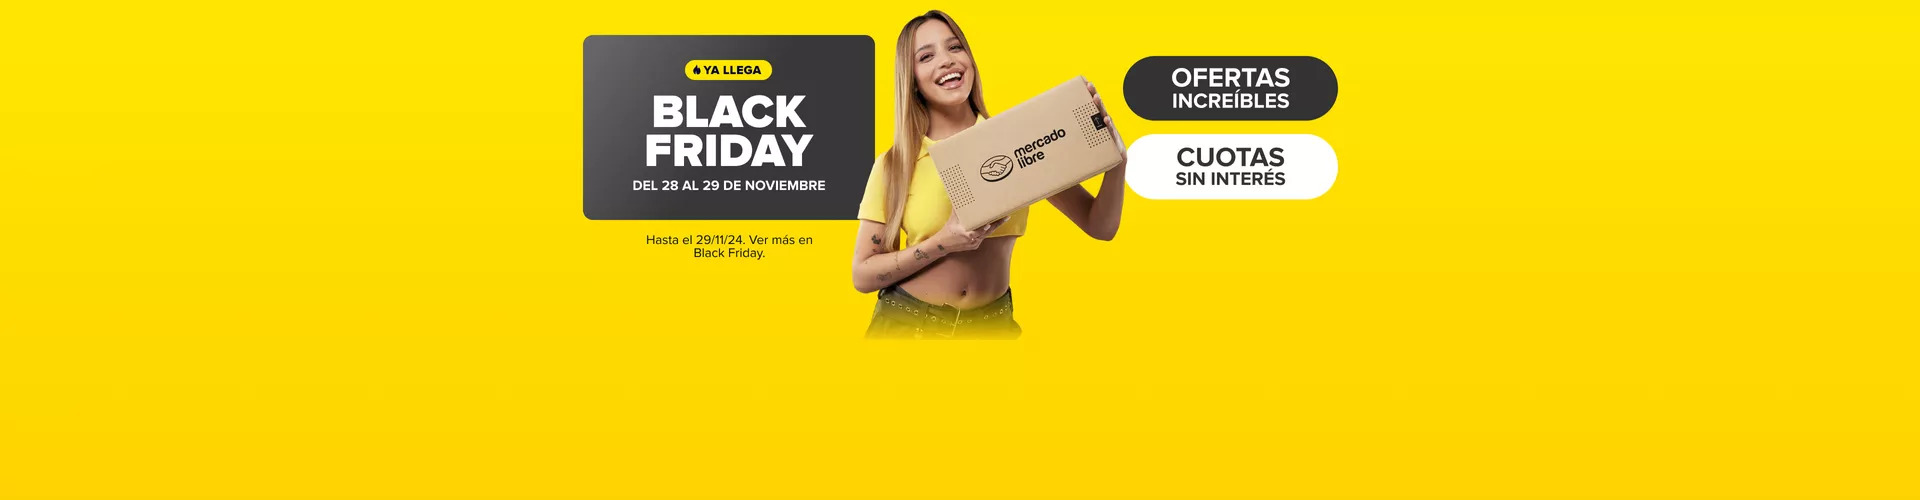 YA LLEGA
BLACK
FRIDAY
DEL 28 AL 29 DE NOVIEMBRE
Hasta el 29/11/24. Ver más en
Black Friday.
mercado
libre
OFERTAS
INCREÍBLES
CUOTAS
SIN INTERÉS